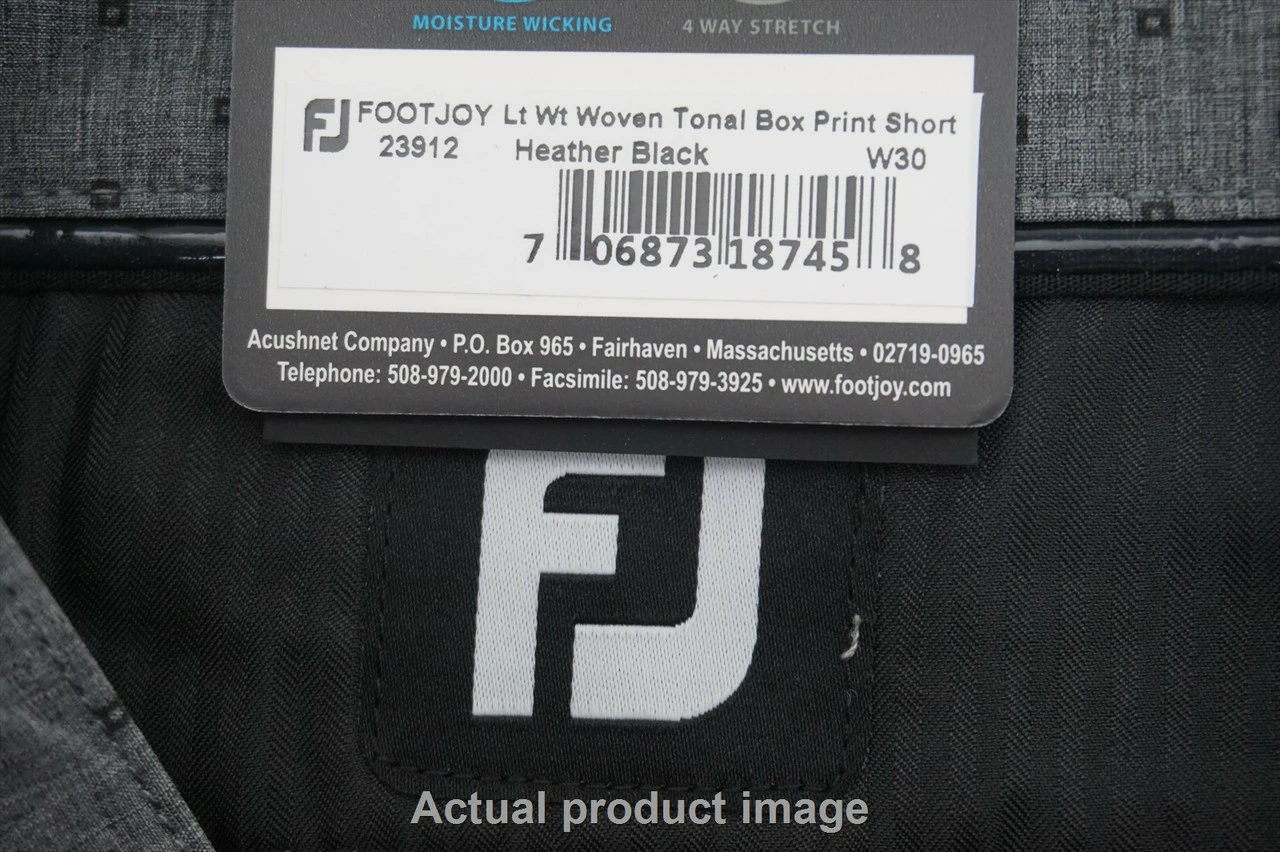 MOISTURE WICKING 4 WAY STRETCH
FJ FOOTJOY Lt Wt Woven Tonal Box Print Short
23912 Heather Black W30
7 06873 18745 8
Acushnet Company • P.O. Box 965 • Fairhaven • Massachusetts • 02719-0965
Telephone: 508-979-2000 • Facsimile: 508-979-3925 • www.footjoy.com
FJ
Actual product image